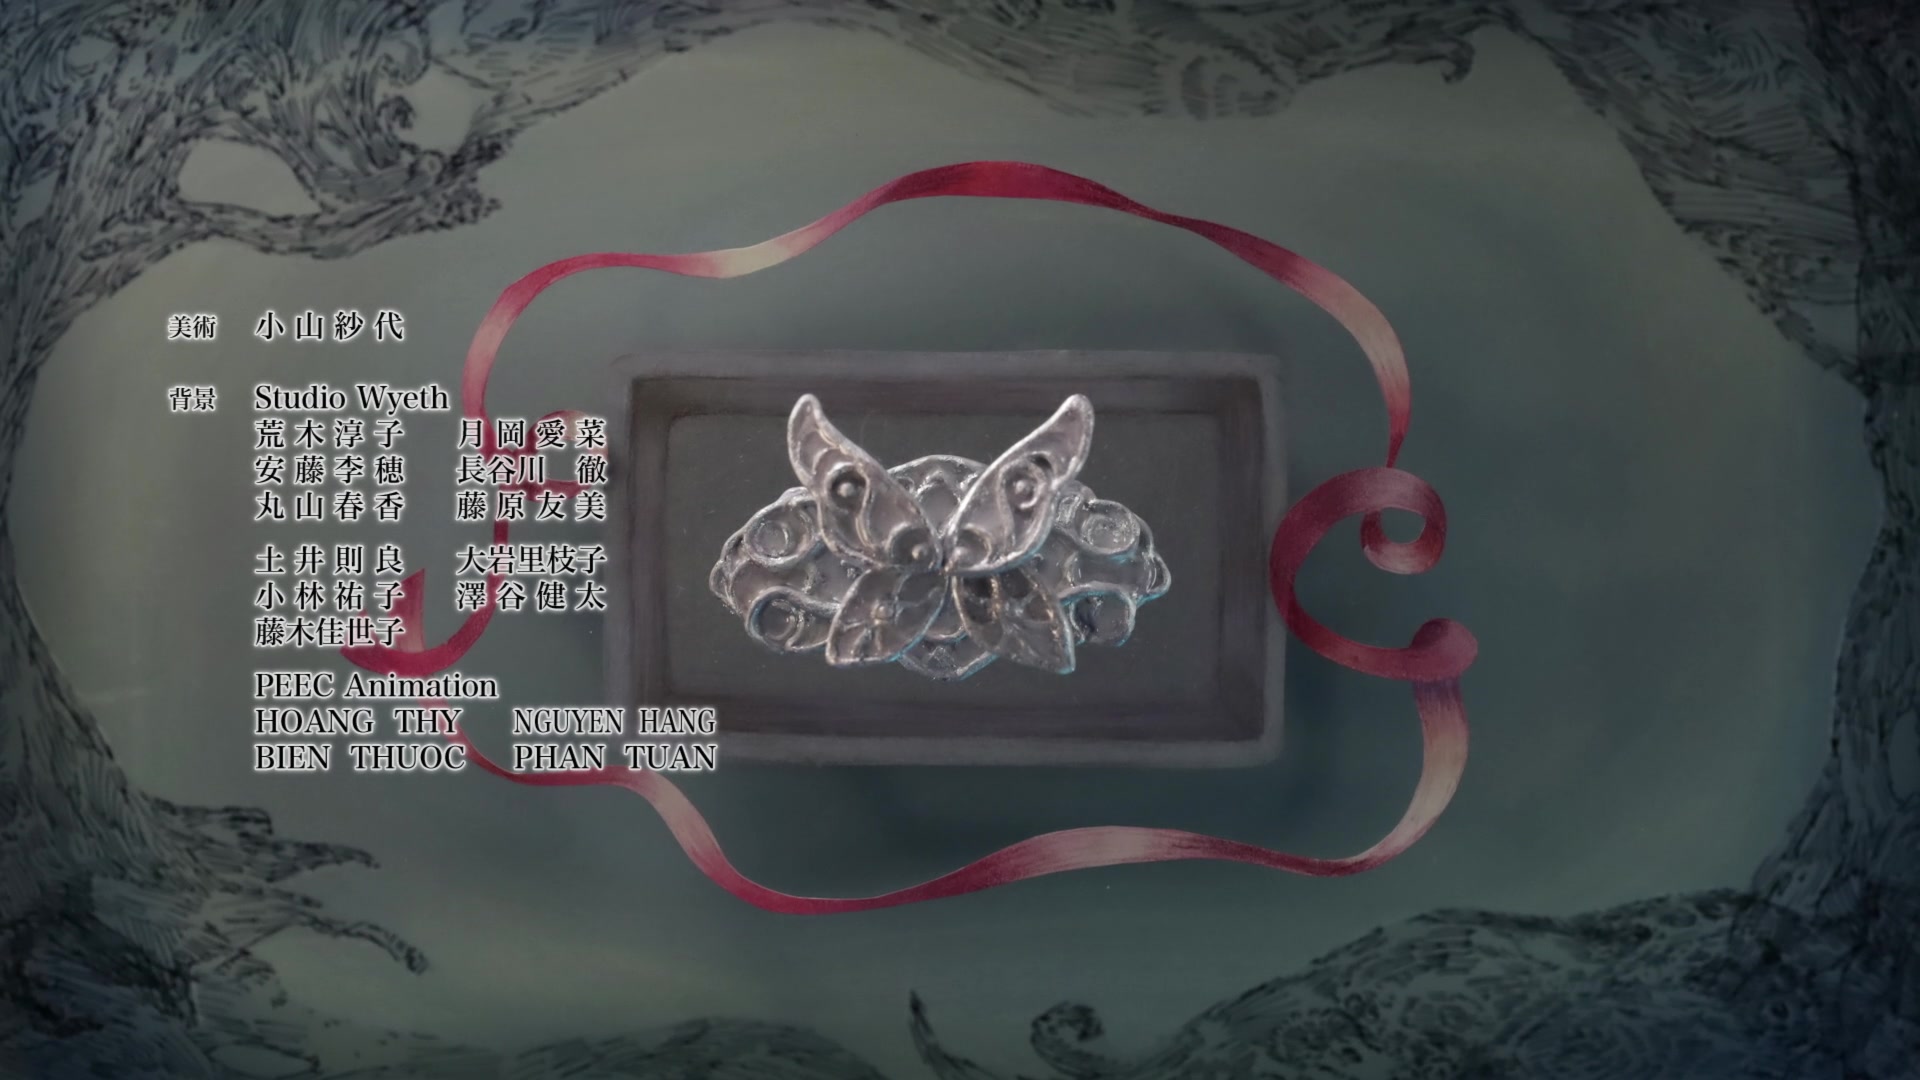 美術 小山紗代
背景 Studio Wyeth
荒木淳子 月岡愛菜
安藤李穂 長谷川 徹
丸山春香 藤原友美
土井則良 大岩里枝子
小林祐子 澤谷健太
藤木佳世子
PEEC Animation
HOANG THY NGUYEN HANG
BIEN THUOC PHAN TUAN